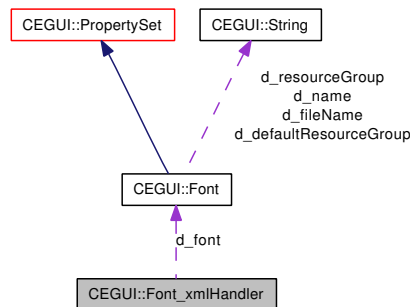 CEGUI::PropertySet
CEGUI::String
d_resourceGroup
d_name
d_fileName
d_defaultResourceGroup
CEGUI::Font
d_font
CEGUI::Font_xmlHandler